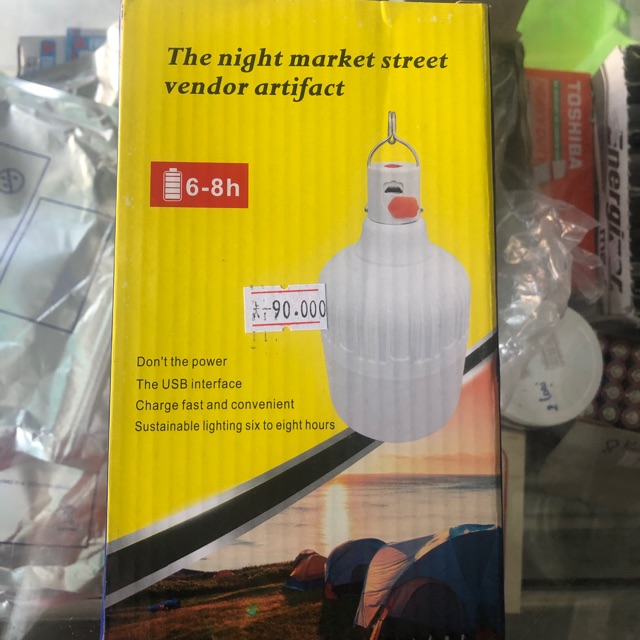 The night market street
vendor artifact
6-8h
90.000
Don't the power
The USB interface
Charge fast and convenient
Sustainable lighting six to eight hours
TOSHIBA
Energizer